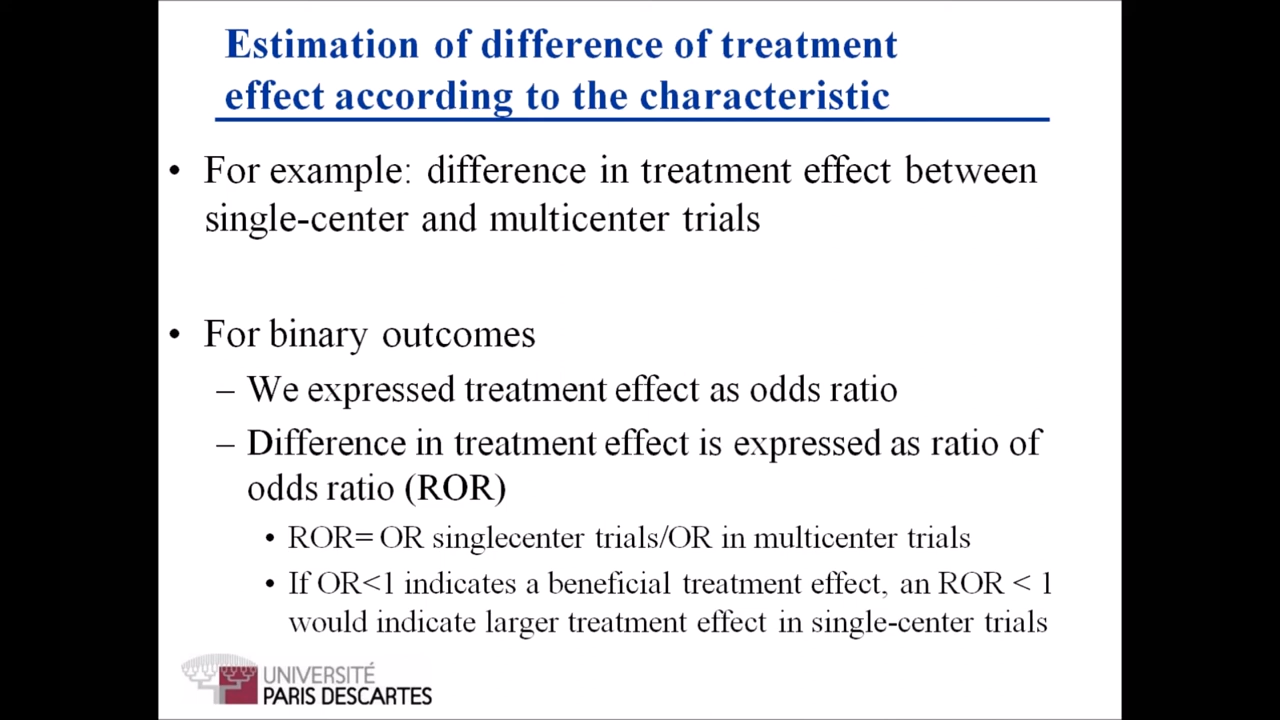 Estimation of difference of treatment
effect according to the characteristic
• For example: difference in treatment effect between
single-center and multicenter trials
• For binary outcomes
– We expressed treatment effect as odds ratio
– Difference in treatment effect is expressed as ratio of
odds ratio (ROR)
• ROR= OR singlecenter trials/OR in multicenter trials
• If OR<1 indicates a beneficial treatment effect, an ROR < 1
would indicate larger treatment effect in single-center trials
UNIVERSITÉ
PARIS DESCARTES